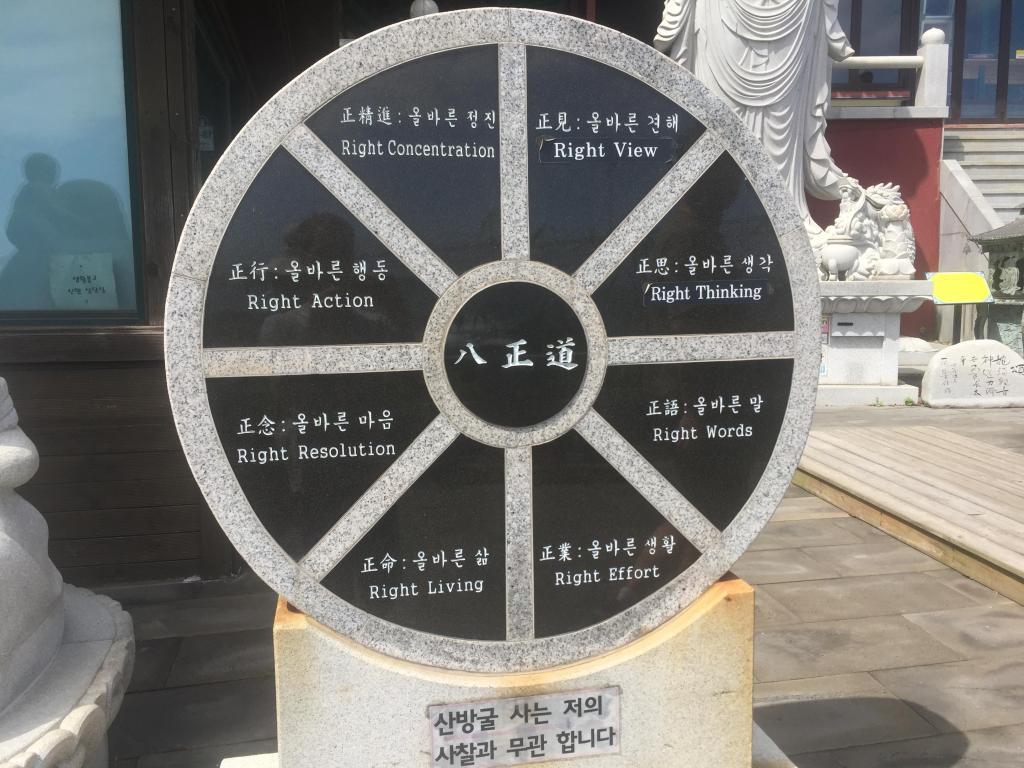 正見:올바른 견해
Right View
正思:올바른 생각
Right Thinking
正語:올바른 말
Right Words
正業:올바른 생활
Right Effort
正命:올바른 삶
Right Living
正念:올바른 마음
Right Resolution
正行:올바른 행동
Right Action
正精進:올바른 정진
Right Concentration
八正道
산방굴 사는 저의
사찰과 무관 합니다